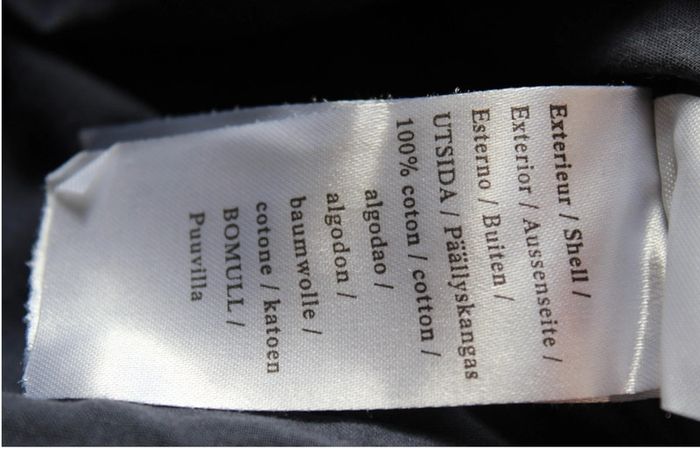 Exterieur / Shell /
Exterior / Aussenseite /
Esterno / Buiten /
UTSIDA / Päällyskangas
100% coton / cotton /
algodao /
algodon /
baumwolle /
cotone / katoen
BOMULL /
Puuvilla